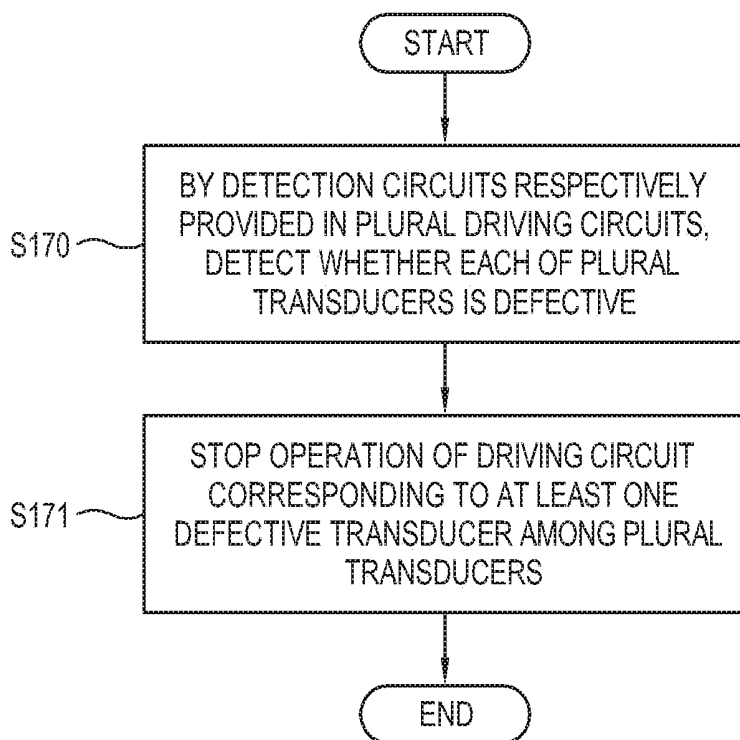 START
BY DETECTION CIRCUITS RESPECTIVELY
PROVIDED IN PLURAL DRIVING CIRCUITS,
DETECT WHETHER EACH OF PLURAL
TRANSDUCERS IS DEFECTIVE
S170
STOP OPERATION OF DRIVING CIRCUIT
CORRESPONDING TO AT LEAST ONE
DEFECTIVE TRANSDUCER AMONG PLURAL
TRANSDUCERS
S171
END